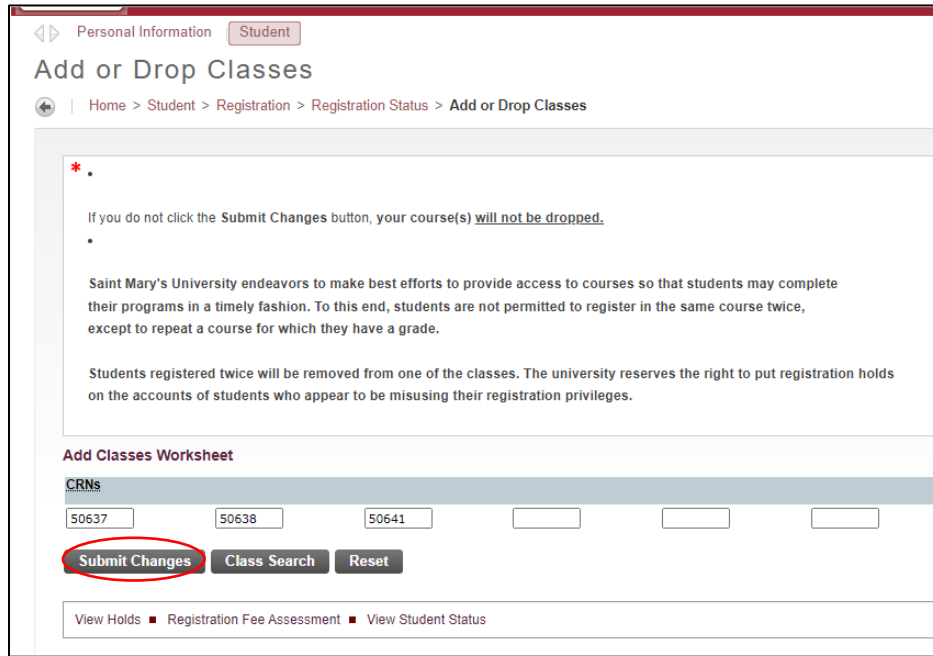 Personal Information Student
Add or Drop Classes
Home > Student > Registration > Registration Status > Add or Drop Classes
* •
If you do not click the Submit Changes button, your course(s) will not be dropped.
•
Saint Mary's University endeavors to make best efforts to provide access to courses so that students may complete
their programs in a timely fashion. To this end, students are not permitted to register in the same course twice,
except to repeat a course for which they have a grade.
Students registered twice will be removed from one of the classes. The university reserves the right to put registration holds
on the accounts of students who appear to be misusing their registration privileges.
Add Classes Worksheet
CRNs
50637 50638 50641
Submit Changes Class Search Reset
View Holds ■ Registration Fee Assessment ■ View Student Status